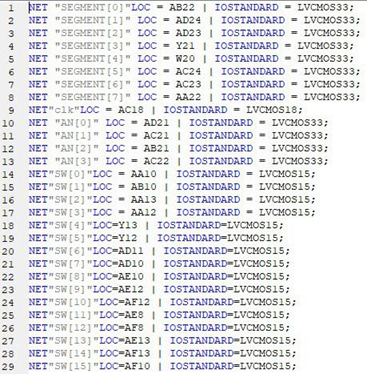 1 NET "SEGMENT[0]"LOC = AB22 | IOSTANDARD = LVCMOS33;
2 NET "SEGMENT[1]" LOC = AD24 | IOSTANDARD = LVCMOS33;
3 NET "SEGMENT[2]" LOC = AD23 | IOSTANDARD = LVCMOS33;
4 NET "SEGMENT[3]" LOC = Y21 | IOSTANDARD = LVCMOS33;
5 NET "SEGMENT[4]" LOC = W20 | IOSTANDARD = LVCMOS33;
6 NET "SEGMENT[5]" LOC = AC24 | IOSTANDARD = LVCMOS33;
7 NET "SEGMENT[6]" LOC = AC23 | IOSTANDARD = LVCMOS33;
8 NET "SEGMENT[7]" LOC = AA22 | IOSTANDARD = LVCMOS33;
9 NET"clk"LOC = AC18 | IOSTANDARD = LVCMOS18;
10 NET "AN[0]" LOC = AD21 | IOSTANDARD = LVCMOS33;
11 NET "AN[1]" LOC = AC21 | IOSTANDARD = LVCMOS33;
12 NET "AN[2]" LOC = AB21 | IOSTANDARD = LVCMOS33;
13 NET "AN[3]" LOC = AC22 | IOSTANDARD = LVCMOS33;
14 NET"SW[0]"LOC = AA10 | IOSTANDARD = LVCMOS15;
15 NET"SW[1]"LOC = AB10 | IOSTANDARD = LVCMOS15;
16 NET"SW[2]"LOC = AA13 | IOSTANDARD = LVCMOS15;
17 NET"SW[3]"LOC = AA12 | IOSTANDARD = LVCMOS15;
18 NET"SW[4]"LOC=Y13 | IOSTANDARD=LVCMOS15;
19 NET"SW[5]"LOC=Y12 | IOSTANDARD=LVCMOS15;
20 NET"SW[6]"LOC=AD11 | IOSTANDARD=LVCMOS15;
21 NET"SW[7]"LOC=AD10 | IOSTANDARD=LVCMOS15;
22 NET"SW[8]"LOC=AE10 | IOSTANDARD=LVCMOS15;
23 NET"SW[9]"LOC=AE12 | IOSTANDARD=LVCMOS15;
24 NET"SW[10]"LOC=AF12 | IOSTANDARD=LVCMOS15;
25 NET"SW[11]"LOC=AE8 | IOSTANDARD=LVCMOS15;
26 NET"SW[12]"LOC=AF8 | IOSTANDARD=LVCMOS15;
27 NET"SW[13]"LOC=AE13 | IOSTANDARD=LVCMOS15;
28 NET"SW[14]"LOC=AF13 | IOSTANDARD=LVCMOS15;
29 NET"SW[15]"LOC=AF10 | IOSTANDARD=LVCMOS15;